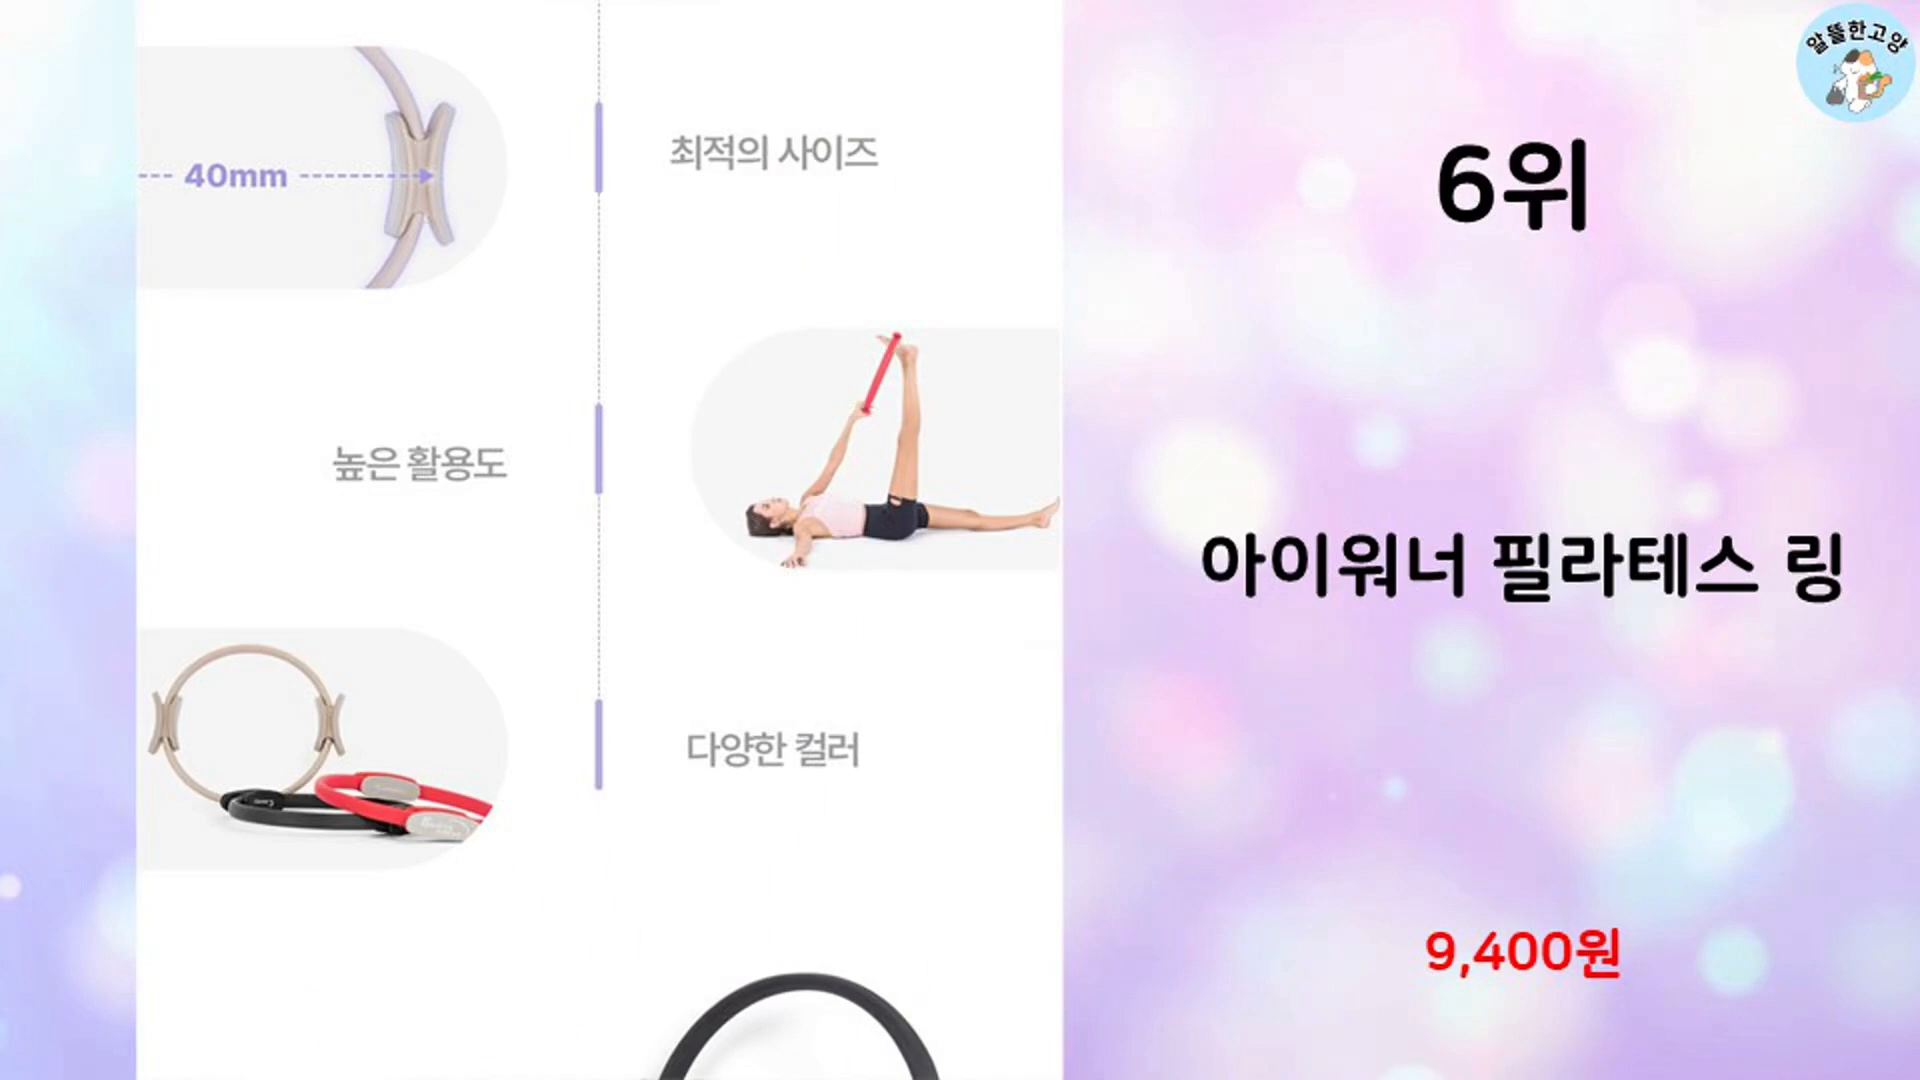 알뜰한고양
6위
40mm
최적의 사이즈
높은 활용도
아이워너 필라테스 링
다양한 컬러
9,400원